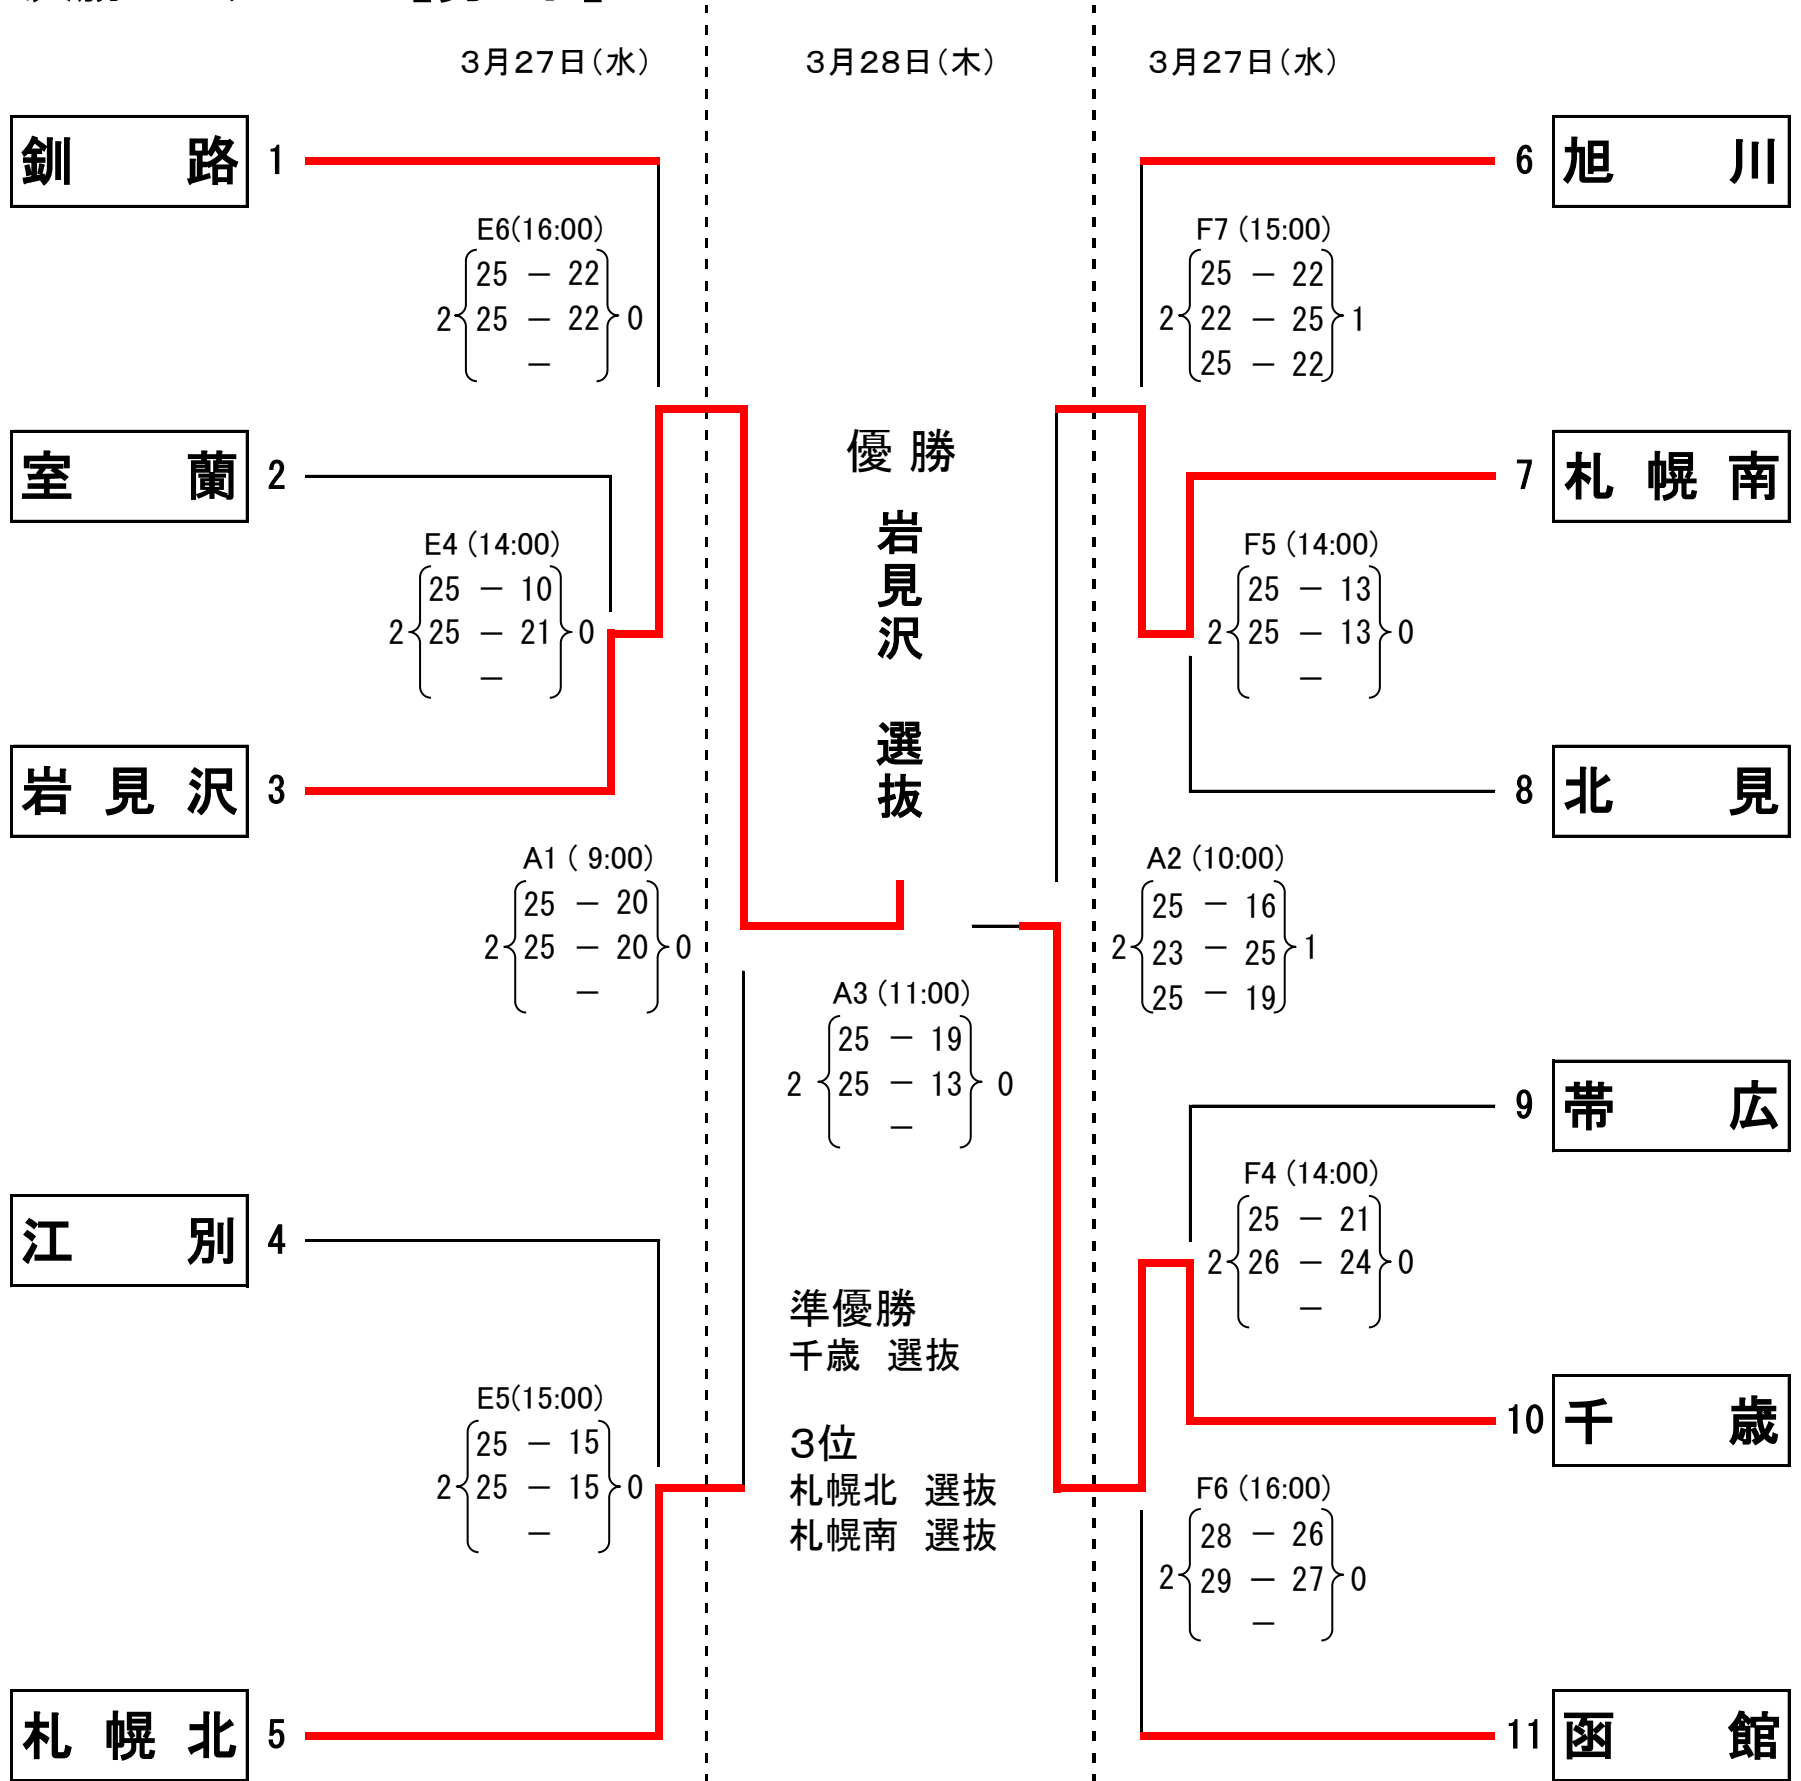 3月27日(水)
3月28日(木)
3月27日(水)
釧路 1
E6(16:00)
25 － 22
2 25 － 22 0
－
室蘭 2
E4 (14:00)
25 － 10
2 25 － 21 0
－
岩見沢 3
A1 ( 9:00)
25 － 20
2 25 － 20 0
－
江別 4
E5(15:00)
25 － 15
2 25 － 15 0
－
札幌北 5
優勝
岩見沢　選抜
A3 (11:00)
25 － 19
2 25 － 13 0
－
準優勝
千歳　選抜
3位
札幌北　選抜
札幌南　選抜
6 旭川
F7 (15:00)
25 － 22
2 22 － 25 1
25 － 22
7 札幌南
F5 (14:00)
25 － 13
2 25 － 13 0
－
8 北見
A2 (10:00)
25 － 16
2 23 － 25 1
25 － 19
9 帯広
F4 (14:00)
25 － 21
2 26 － 24 0
－
10 千歳
F6 (16:00)
28 － 26
2 29 － 27 0
－
11 函館